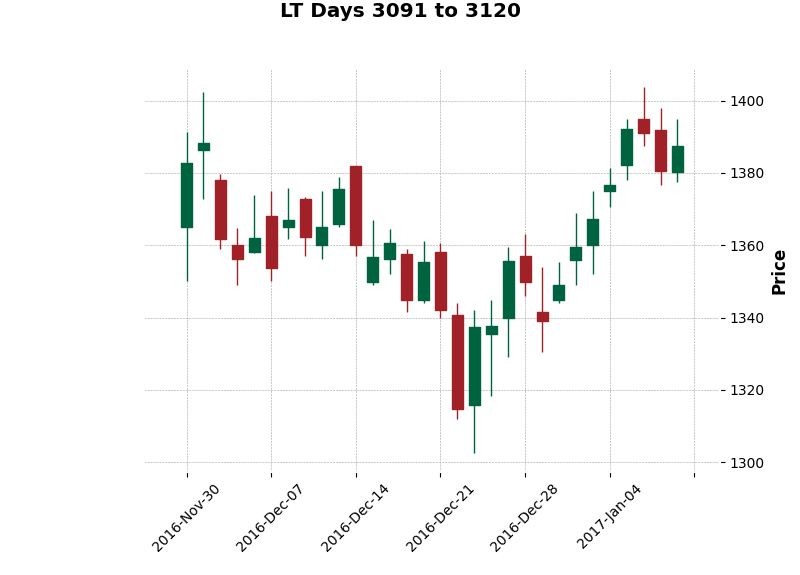 LT Days 3091 to 3120
1400
1380
1360
1340
1320
1300
Price
2016-Nov-30
2016-Dec-07
2016-Dec-14
2016-Dec-21
2016-Dec-28
2017-Jan-04